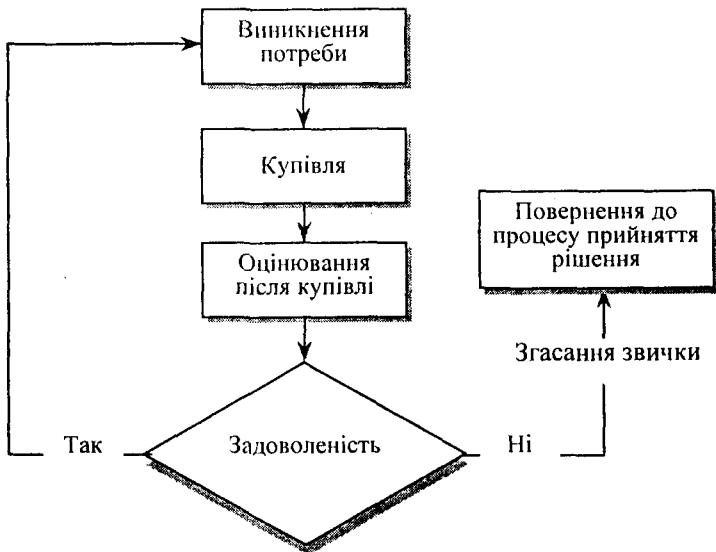 Виникнення
потреби
Купівля
Повернення до
процесу прийняття
рішення
Оцінювання
після купівлі
Згасання звички
Так
Задоволеність
Ні